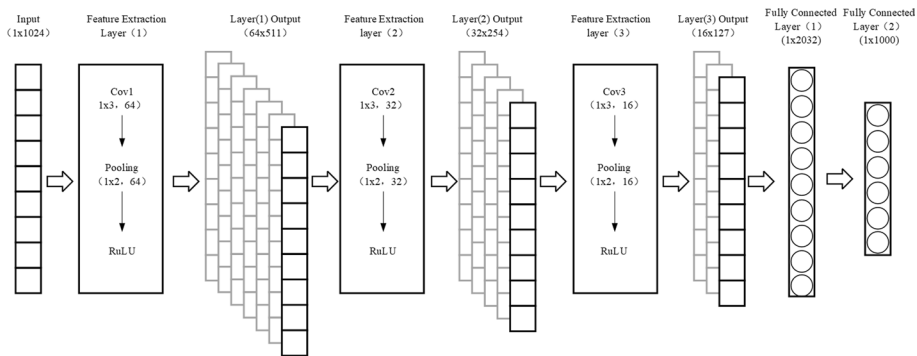 Input
(1x1024)
Feature Extraction
Layer（1）
Layer(1) Output
(64x511)
Feature Extraction
layer（2）
Layer(2) Output
(32x254)
Feature Extraction
layer（3）
Layer(3) Output
(16x127)
Fully Connected
Layer（1）
(1x2032)
Fully Connected
Layer（2）
(1x1000)
Cov1
1x3，64）
Pooling
（1x2，64）
RuLU
Cov2
1x3，32）
Pooling
（1x2，32）
RuLU
Cov3
（1x3，16）
Pooling
（1x2，16）
RuLU